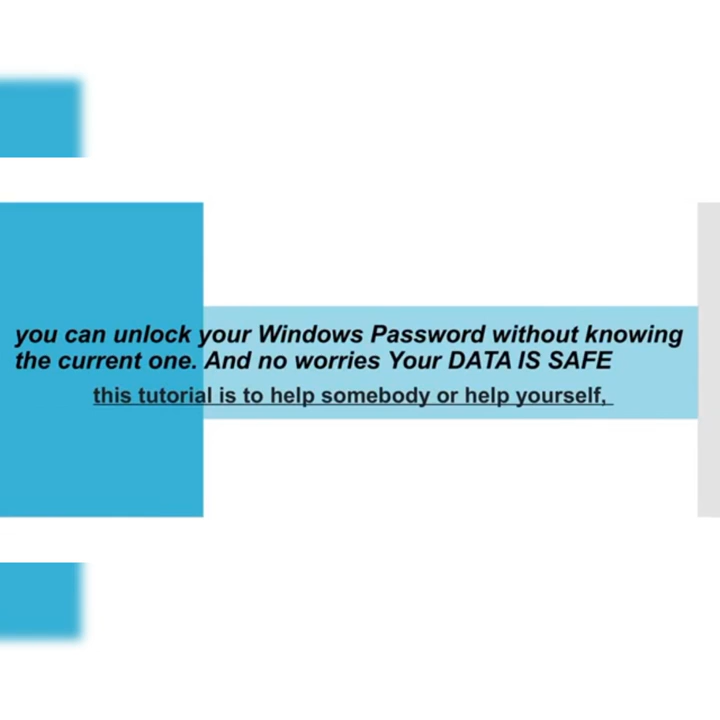 you can unlock your Windows Password without knowing
the current one. And no worries Your DATA IS SAFE
this tutorial is to help somebody or help yourself,